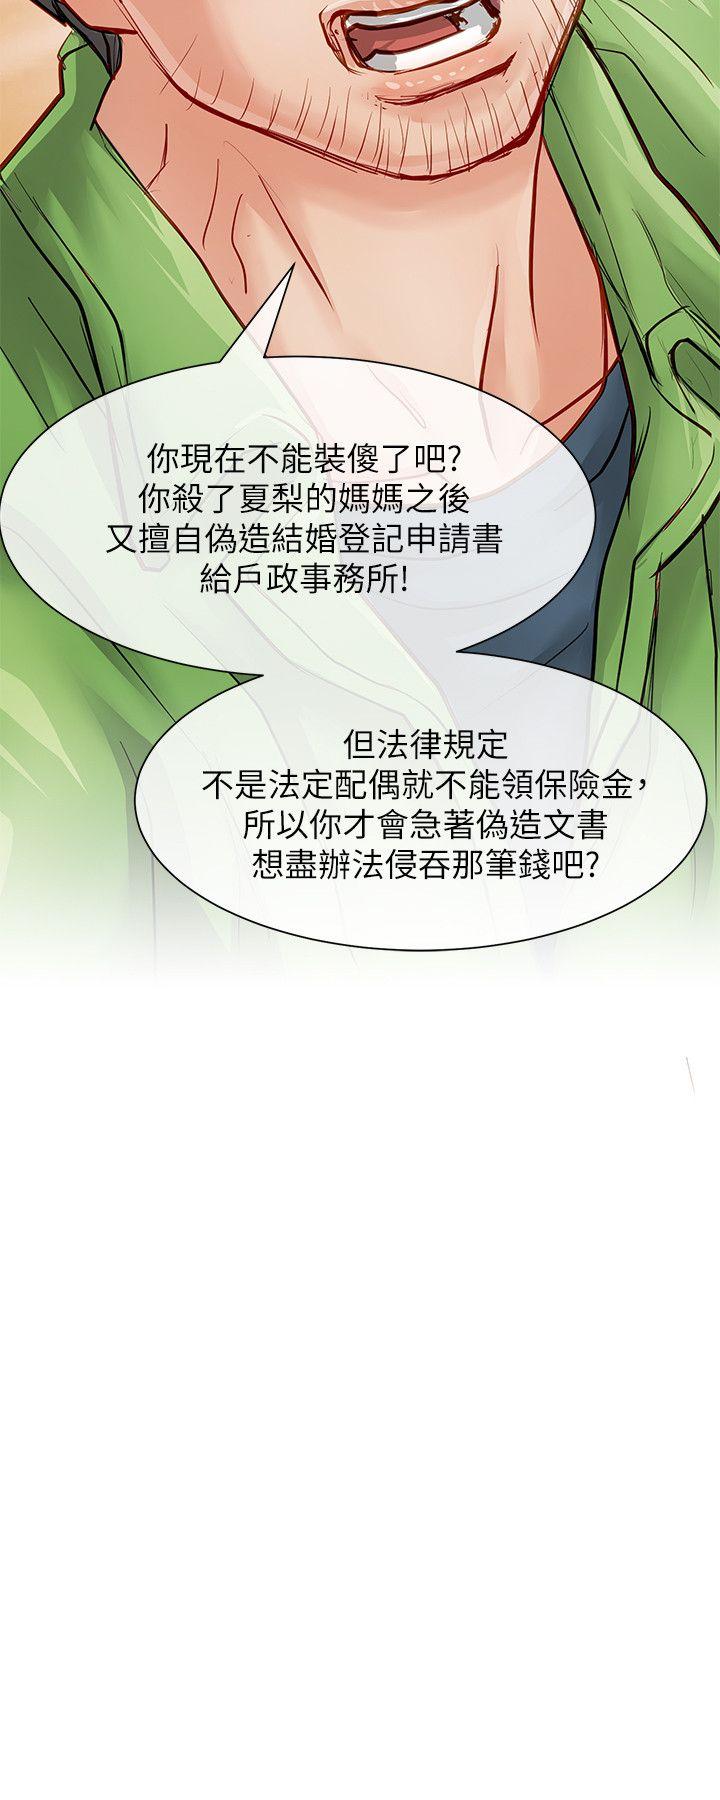 你現在不能裝傻了吧?
你殺了夏梨的媽媽之後
又擅自偽造結婚登記申請書
給戶政事務所!
但法律規定
不是法定配偶就不能領保險金,
所以你才會急著偽造文書
想盡辦法侵吞那筆錢吧?